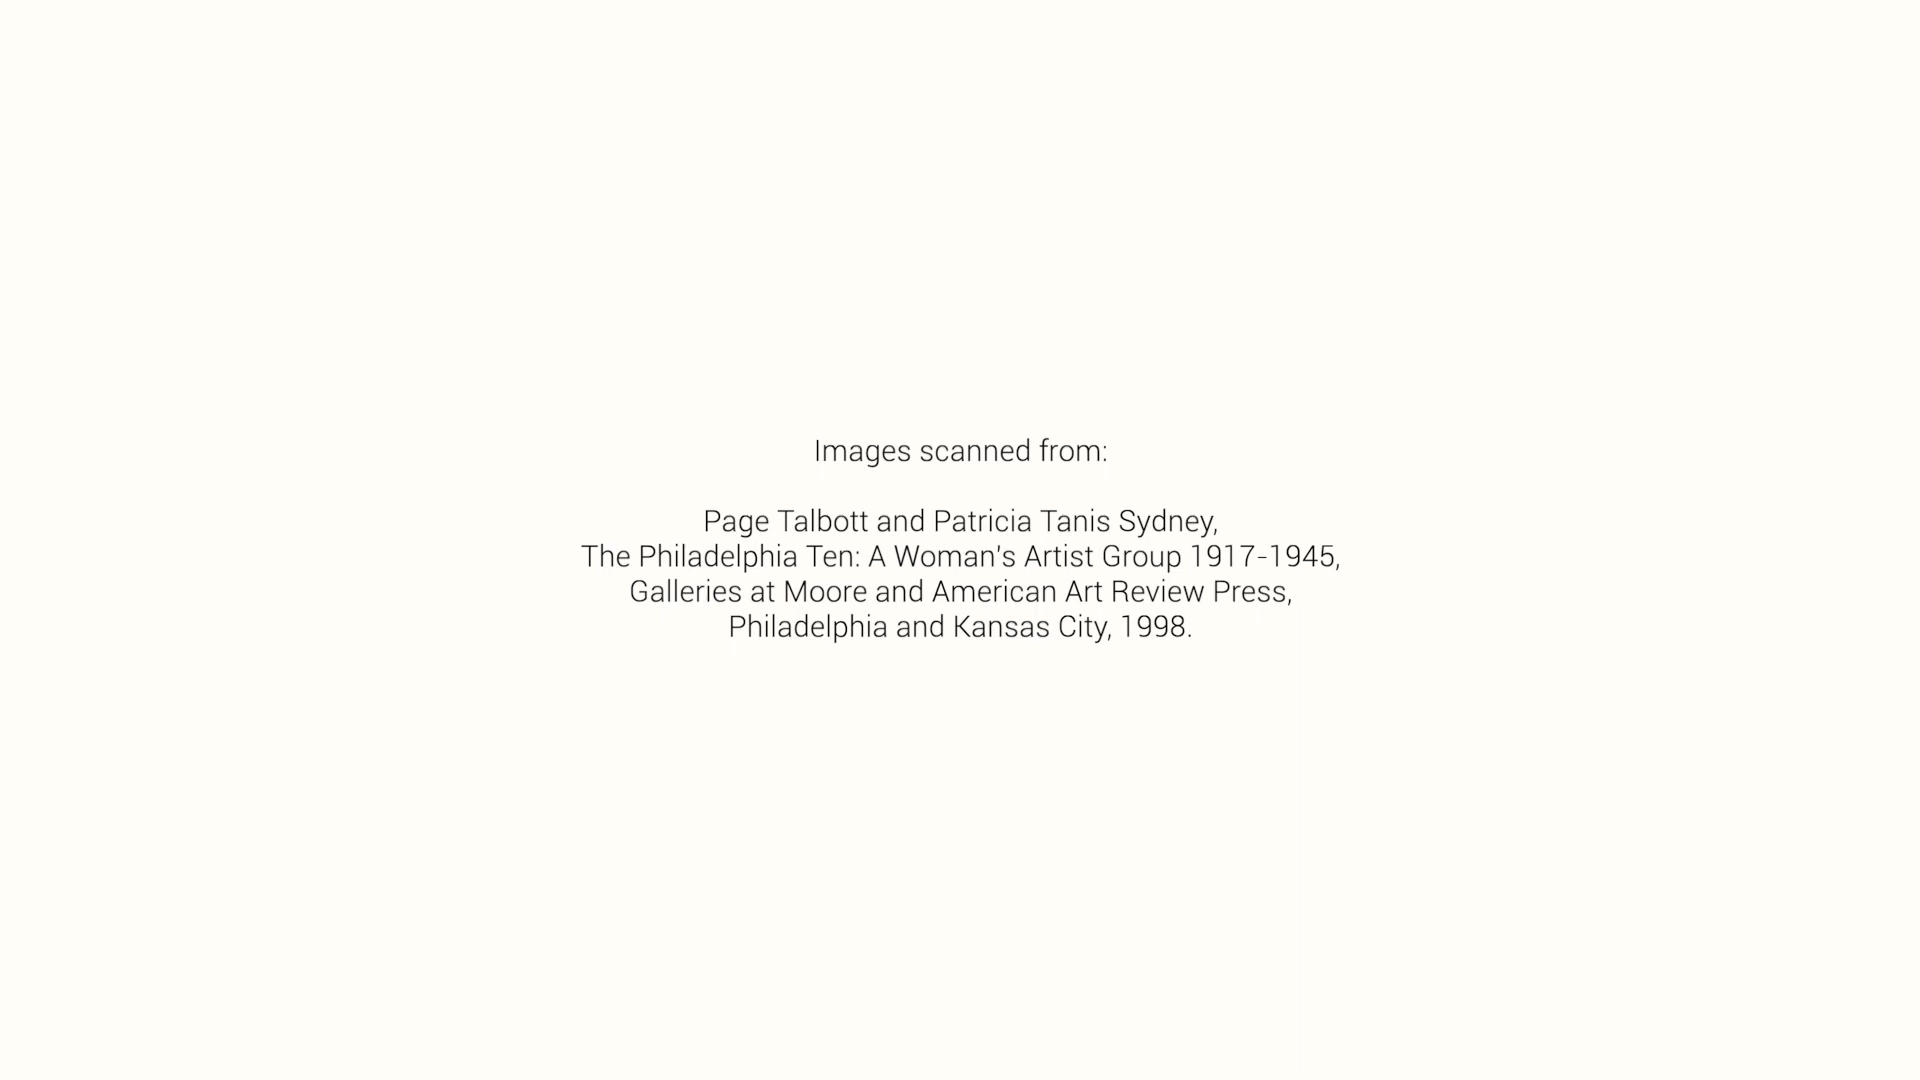 Images scanned from:
Page Talbott and Patricia Tanis Sydney,
The Philadelphia Ten: A Woman's Artist Group 1917-1945,
Galleries at Moore and American Art Review Press,
Philadelphia and Kansas City, 1998.